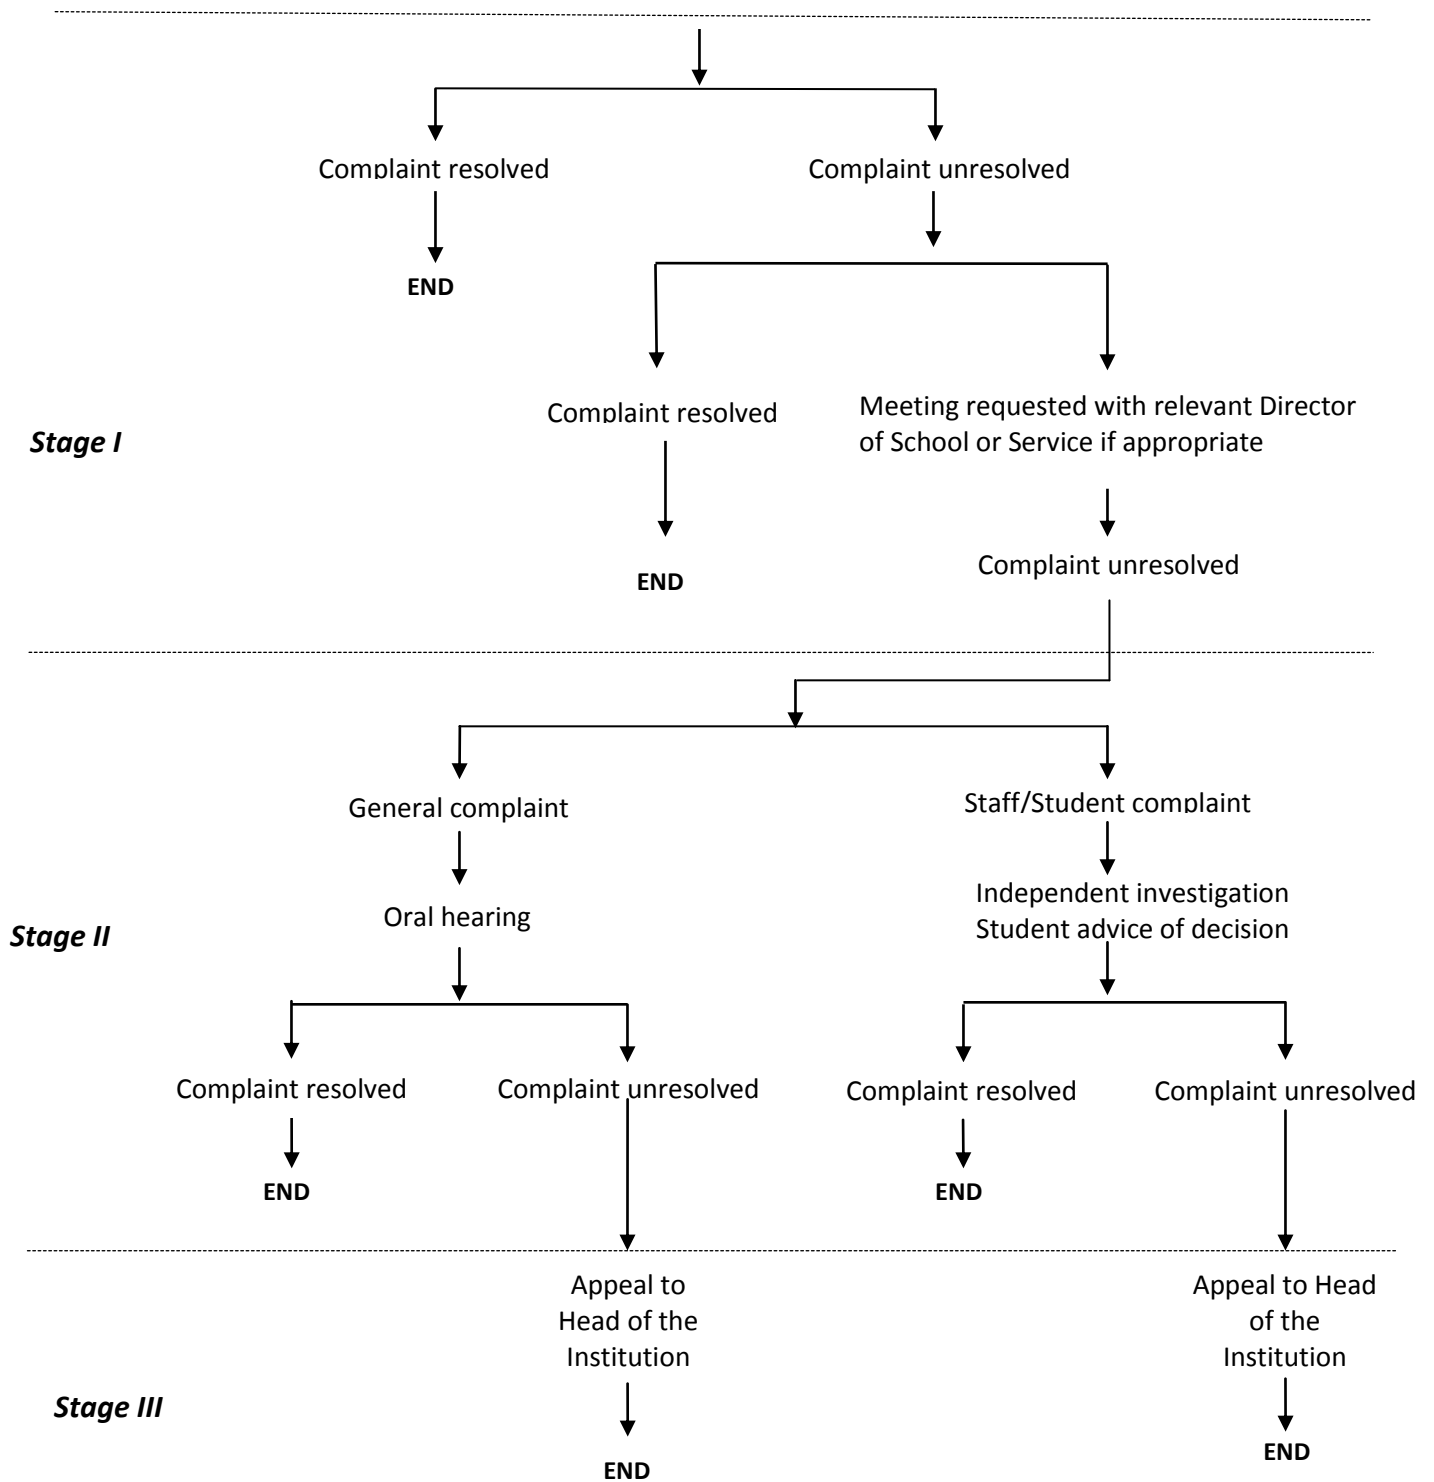 Complaint resolved
Complaint unresolved
END
Complaint resolved
Meeting requested with relevant Director
of School or Service if appropriate
Stage I
END
Complaint unresolved
General complaint
Staff/Student complaint
Oral hearing
Independent investigation
Student advice of decision
Stage II
Complaint resolved
Complaint unresolved
Complaint resolved
Complaint unresolved
END
END
Appeal to
Head of the
Institution
Appeal to Head
of the
Institution
Stage III
END
END